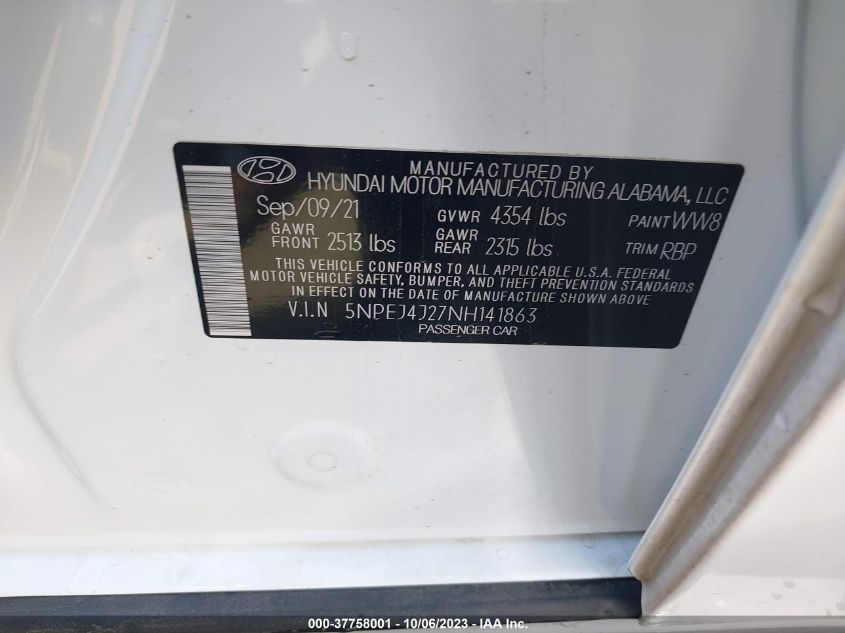 MANUFACTURED BY
HYUNDAI MOTOR MANUFACTURING ALABAMA, LLC
Sep/09/21 GVWR 4354 lbs PAINT WW8
GAWR FRONT 2513 lbs GAWR REAR 2315 lbs TRIM RBP
THIS VEHICLE CONFORMS TO ALL APPLICABLE U.S.A. FEDERAL
MOTOR VEHICLE SAFETY, BUMPER, AND THEFT PREVENTION STANDARDS
IN EFFECT ON THE DATE OF MANUFACTURE SHOWN ABOVE
V.I.N 5NPEJ4J27NH141863
PASSENGER CAR
000-37758001 - 10/06/2023 - IAA Inc.